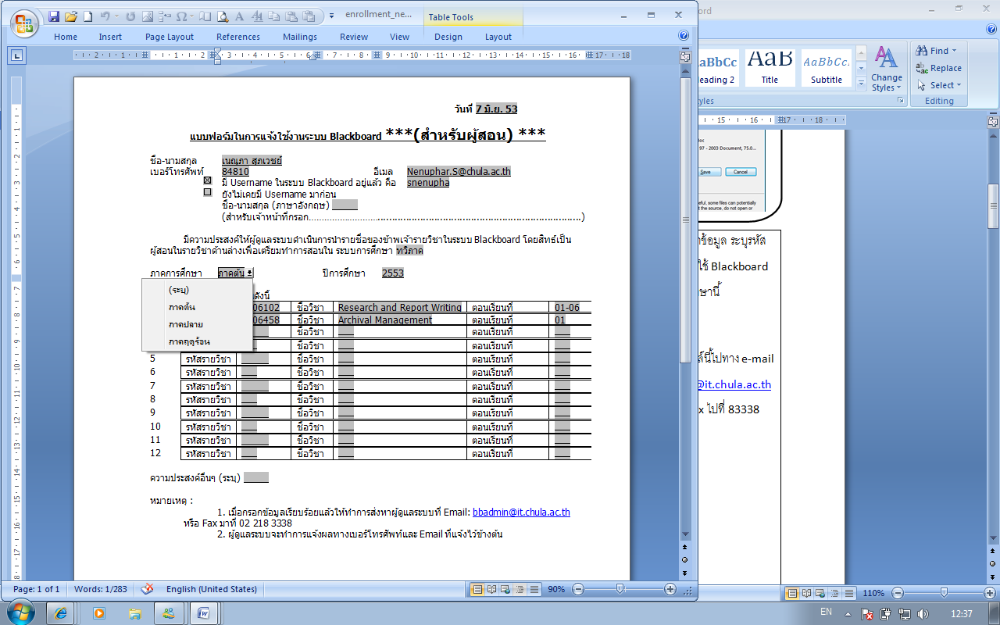 enrollment_ne...
Table Tools
Home Insert Page Layout References Mailings Review View Design Layout
วันที่ 7 มิ.ย. 53
แบบฟอร์มในการแจ้งใช้งานระบบ Blackboard ***(สำหรับผู้สอน) ***
ชื่อ-นามสกุล เนณุภา สุภเวชย์
เบอร์โทรศัพท์ 84810 อีเมล Nenuphar.S@chula.ac.th
มี Username ในระบบ Blackboard อยู่แล้ว คือ snenupha
ยังไม่เคยมี Username มาก่อน
ชื่อ-นามสกุล (ภาษาอังกฤษ)
(สำหรับเจ้าหน้าที่กรอก.....................................................................................................)
มีความประสงค์ให้ผู้ดูแลระบบดำเนินการนำรายชื่อของข้าพเจ้ารายวิชาในระบบ Blackboard โดยสิทธ์เป็น
ผู้สอนในรายวิชาด้านล่างเพื่อเตรียมทำการสอนใน ระบบการศึกษา ทวิภาค
ภาคการศึกษา ภาคต้น ปีการศึกษา 2553
(ระบุ)
ภาคต้น
ภาคปลาย
ภาคฤดูร้อน
ดังนี้
06102 ชื่อวิชา Research and Report Writing ตอนเรียนที่ 01-06
06458 ชื่อวิชา Archival Management ตอนเรียนที่ 01
ชื่อวิชา ตอนเรียนที่
ชื่อวิชา ตอนเรียนที่
5 รหัสรายวิชา ชื่อวิชา ตอนเรียนที่
6 รหัสรายวิชา ชื่อวิชา ตอนเรียนที่
7 รหัสรายวิชา ชื่อวิชา ตอนเรียนที่
8 รหัสรายวิชา ชื่อวิชา ตอนเรียนที่
9 รหัสรายวิชา ชื่อวิชา ตอนเรียนที่
10 รหัสรายวิชา ชื่อวิชา ตอนเรียนที่
11 รหัสรายวิชา ชื่อวิชา ตอนเรียนที่
12 รหัสรายวิชา ชื่อวิชา ตอนเรียนที่
ความประสงค์อื่นๆ (ระบุ)
หมายเหตุ :
1. เมื่อกรอกข้อมูลเรียบร้อยแล้วให้ทำการส่งหาผู้ดูแลระบบที่ Email: bbadmin@it.chula.ac.th
หรือ Fax มาที่ 02 218 3338
2. ผู้ดูแลระบบจะทำการแจ้งผลทางเบอร์โทรศัพท์และ Email ที่แจ้งไว้ข้างต้น
Page: 1 of 1 Words: 1/283 English (United States) 90%
ord
AaBbCc AaB AaBbCc.
eading 2 Title Subtitle
Change
Styles
Find
Replace
Select
yles Editing
Doc
97 - 2003 Document, 75.0...
Save Cancel
eful, some files can potentially
t the source, do not open or
ข้อมูล ระบุรหัส
ใช้ Blackboard
ษานี้
ล์นี้ไปทาง e-mail
@it.chula.ac.th
x ไปที่ 83338
110%
EN 12:37